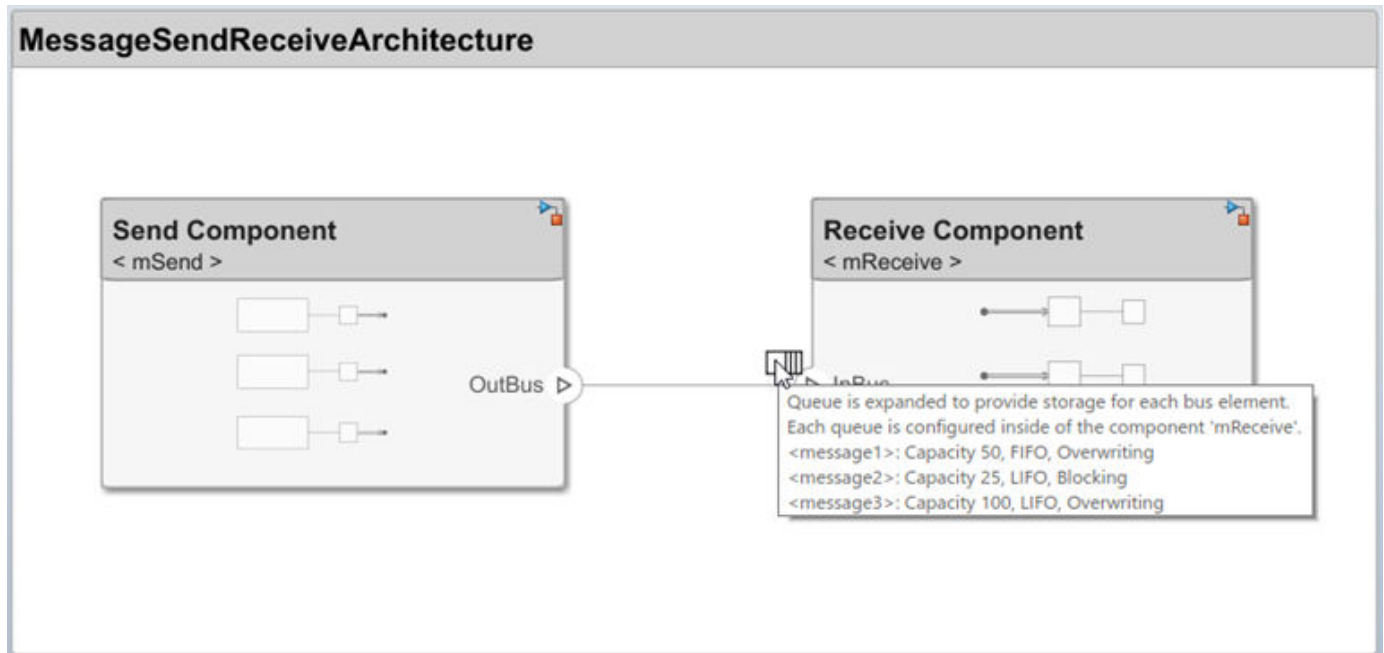 MessageSendReceiveArchitecture
Send Component
< mSend >
OutBus
Receive Component
< mReceive >
InBus
Queue is expanded to provide storage for each bus element.
Each queue is configured inside of the component 'mReceive'.
<message1>: Capacity 50, FIFO, Overwriting
<message2>: Capacity 25, LIFO, Blocking
<message3>: Capacity 100, LIFO, Overwriting